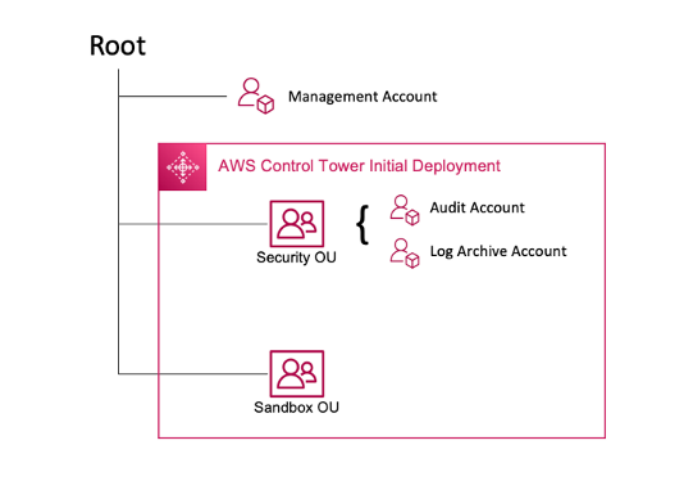 Root
Management Account
AWS Control Tower Initial Deployment
Audit Account
Log Archive Account
Security OU
Sandbox OU